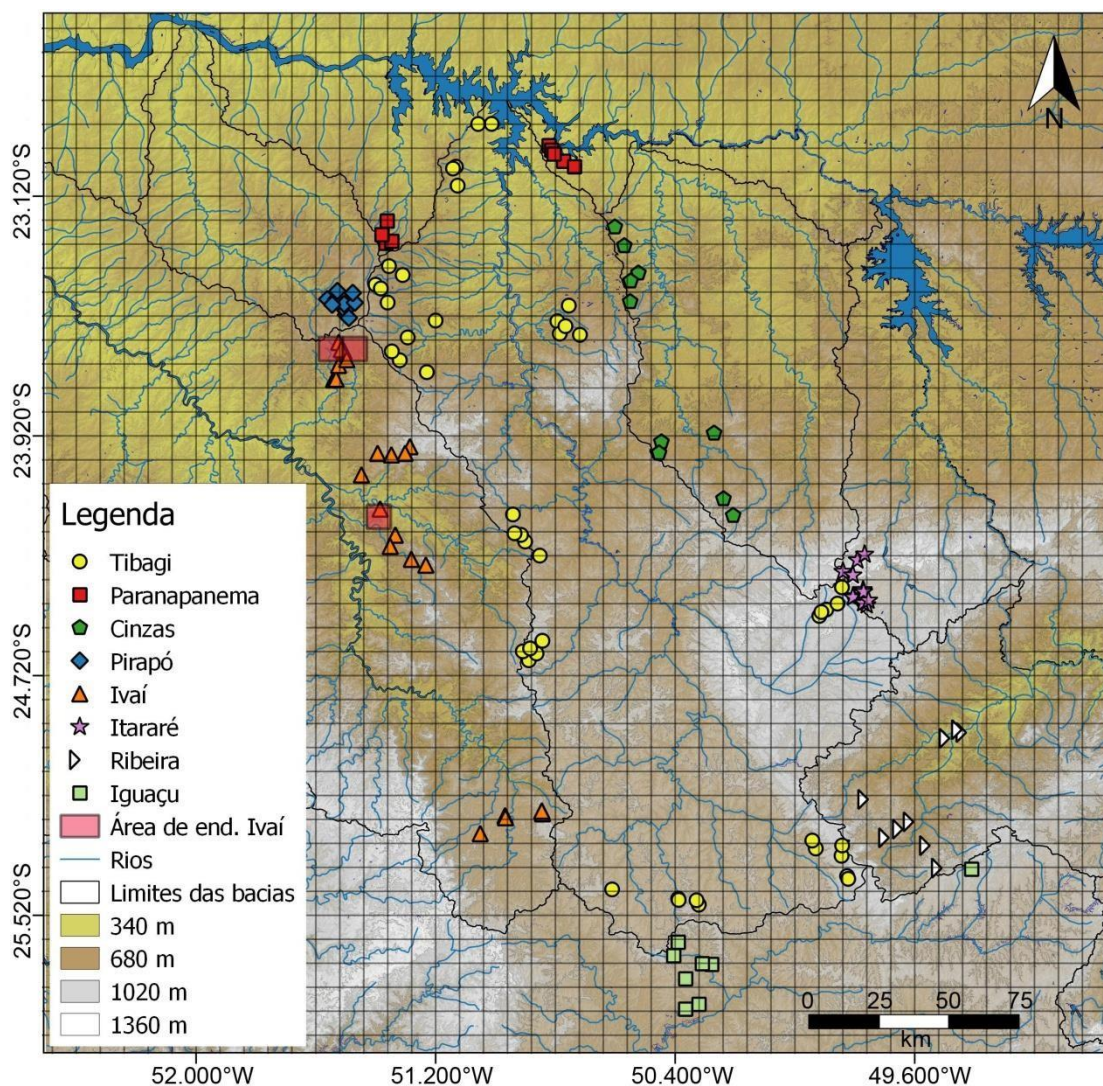 N
23.120°S
23.920°S
24.720°S
25.520°S
Legenda
Tibagi
Paranapanema
Cinzas
Pirapó
Ivaí
Itararé
Ribeira
Iguaçu
Área de end. Ivaí
Rios
Limites das bacias
340 m
680 m
1020 m
1360 m
0 25 50 75
km
52.000°W 51.200°W 50.400°W 49.600°W